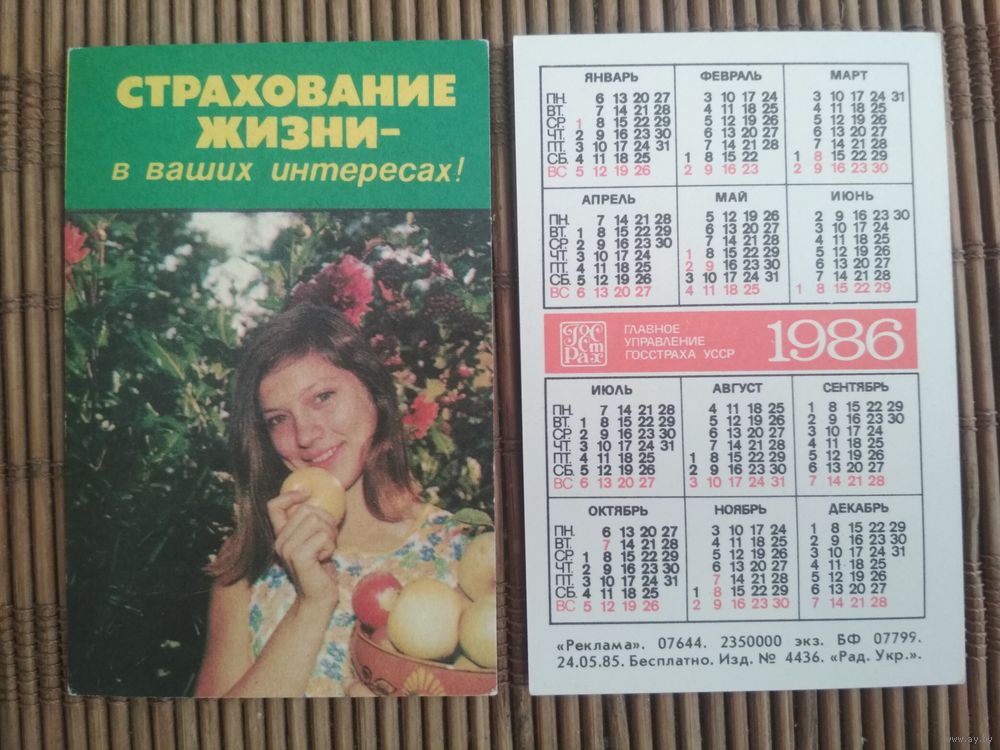 СТРАХОВАНИЕ
ЖИЗНИ–
в ваших интересах!
ЯНВАРЬ
ПН. 6 13 20 27
ВТ. 7 14 21 28
СР. 1 8 15 22 29
ЧТ. 2 9 16 23 30
ПТ. 3 10 17 24 31
СБ. 4 11 18 25
ВС 5 12 19 26
ФЕВРАЛЬ
3 10 17 24
4 11 18 25
5 12 19 26
6 13 20 27
7 14 21 28
1 8 15 22
2 9 16 23
МАРТ
3 10 17 24 31
4 11 18 25
5 12 19 26
6 13 20 27
7 14 21 28
1 8 15 22 29
2 9 16 23 30
АПРЕЛЬ
ПН. 7 14 21 28
ВТ. 1 8 15 22 29
СР. 2 9 16 23 30
ЧТ. 3 10 17 24
ПТ. 4 11 18 25
СБ. 5 12 19 26
ВС 6 13 20 27
МАЙ
5 12 19 26
6 13 20 27
7 14 21 28
1 8 15 22 29
2 9 16 23 30
3 10 17 24 31
4 11 18 25
ИЮНЬ
2 9 16 23 30
3 10 17 24
4 11 18 25
5 12 19 26
6 13 20 27
7 14 21 28
1 8 15 22 29
ГОССТРАХ
ГЛАВНОЕ
УПРАВЛЕНИЕ
ГОССТРАХА УССР
1986
ИЮЛЬ
ПН. 7 14 21 28
ВТ. 1 8 15 22 29
СР. 2 9 16 23 30
ЧТ. 3 10 17 24 31
ПТ. 4 11 18 25
СБ. 5 12 19 26
ВС 6 13 20 27
АВГУСТ
4 11 18 25
5 12 19 26
6 13 20 27
7 14 21 28
1 8 15 22 29
2 9 16 23 30
3 10 17 24 31
СЕНТЯБРЬ
1 8 15 22 29
2 9 16 23 30
3 10 17 24
4 11 18 25
5 12 19 26
6 13 20 27
7 14 21 28
ОКТЯБРЬ
ПН. 6 13 20 27
ВТ. 7 14 21 28
СР. 1 8 15 22 29
ЧТ. 2 9 16 23 30
ПТ. 3 10 17 24 31
СБ. 4 11 18 25
ВС 5 12 19 26
НОЯБРЬ
3 10 17 24
4 11 18 25
5 12 19 26
6 13 20 27
7 14 21 28
1 8 15 22 29
2 9 16 23 30
ДЕКАБРЬ
1 8 15 22 29
2 9 16 23 30
3 10 17 24 31
4 11 18 25
5 12 19 26
6 13 20 27
7 14 21 28
«Реклама». 07644. 2350000 экз. БФ 07799.
24.05.85. Бесплатно. Изд. № 4436. «Рад. Укр.».
www.ay.by